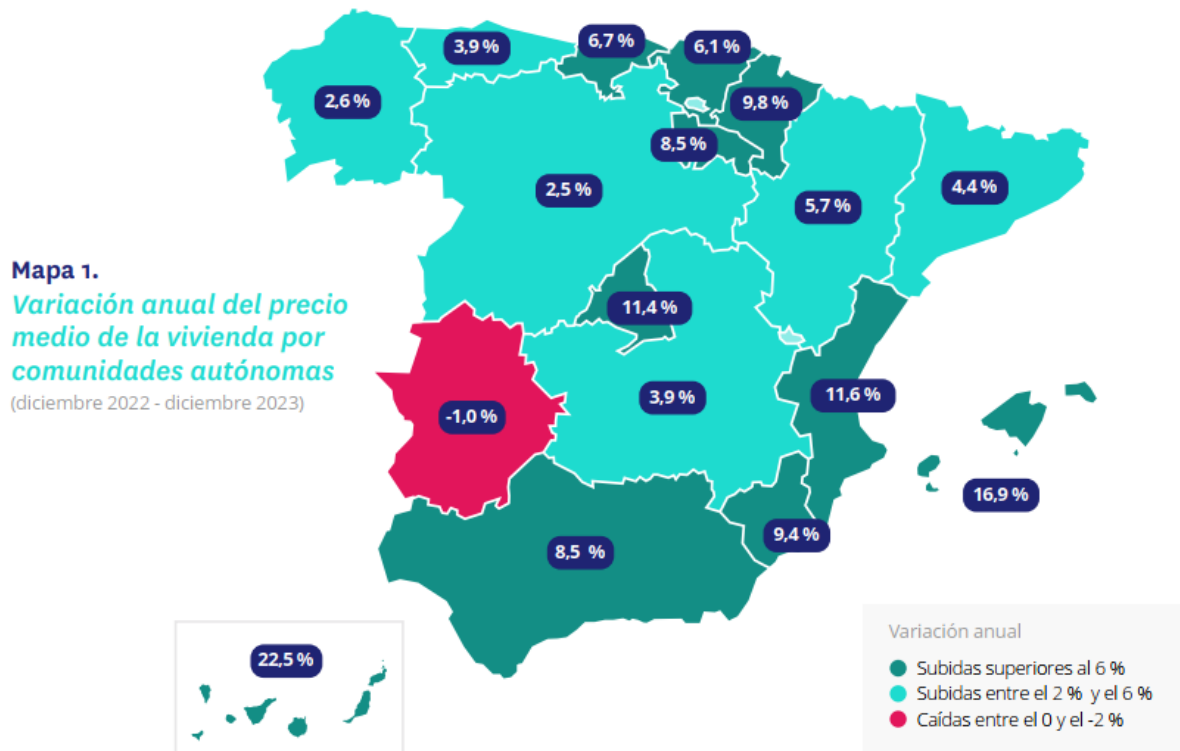 3,9 %
6,7 %
6,1 %
2,6 %
9,8 %
8,5 %
2,5 %
5,7 %
4,4 %
Mapa 1.
Variación anual del precio
medio de la vivienda por
comunidades autónomas
(diciembre 2022 - diciembre 2023)
11,4 %
-1,0 %
3,9 %
11,6 %
16,9 %
8,5 %
9,4 %
22,5 %
Variación anual
Subidas superiores al 6 %
Subidas entre el 2 % y el 6 %
Caídas entre el 0 y el -2 %